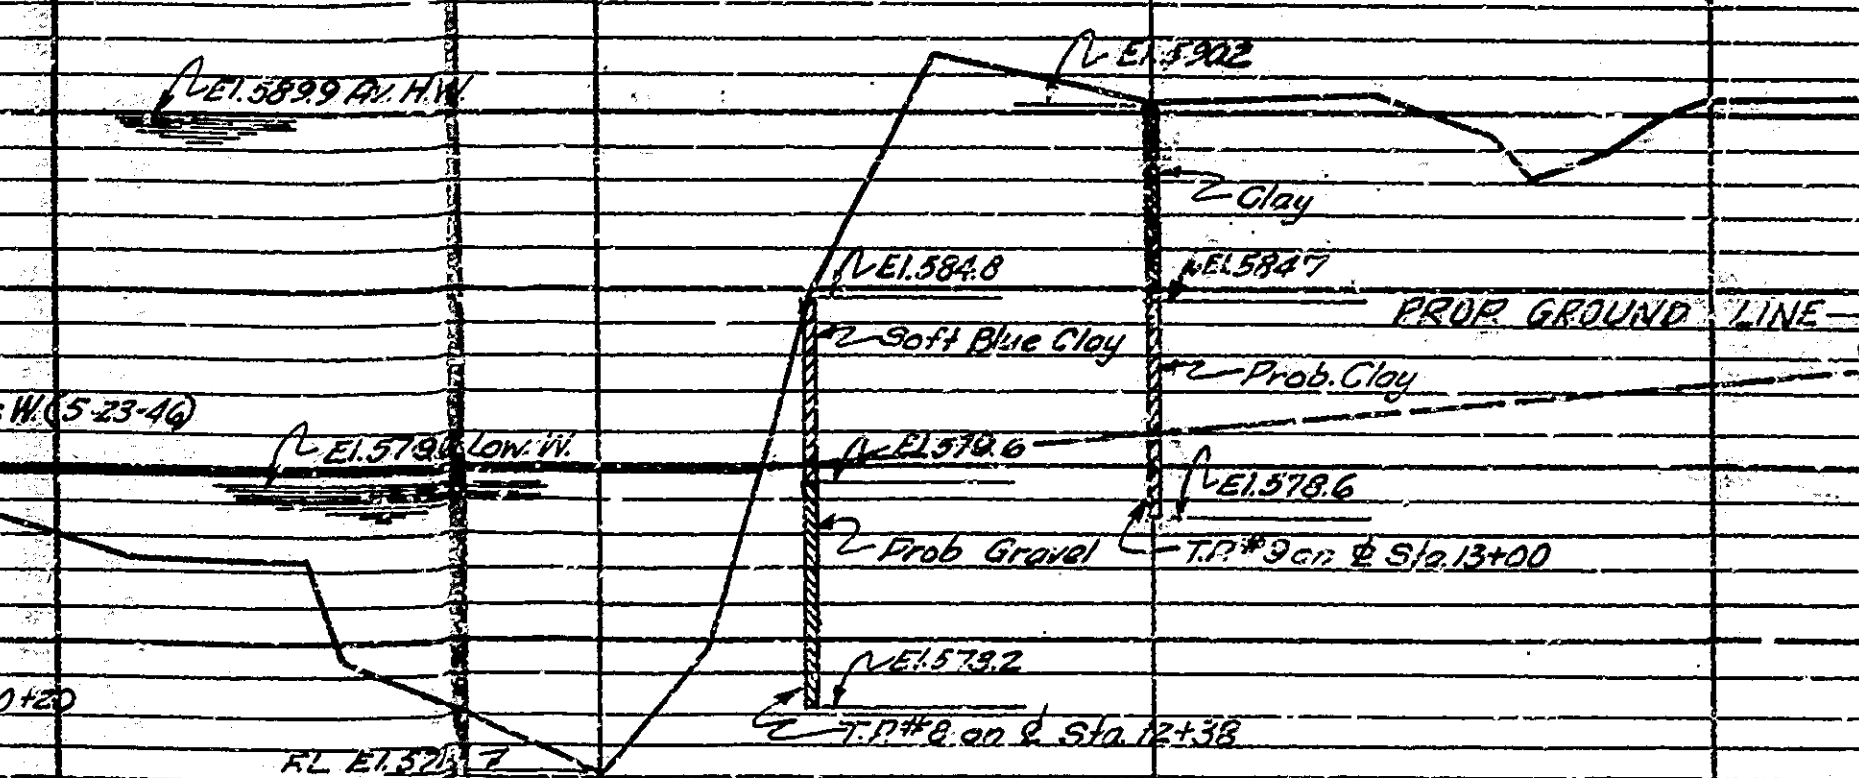 El. 590.2
El. 589.9 Av. H.W.
Clay
El. 584.8
El. 584.7
PROP. GROUND LINE
Soft Blue Clay
Prob. Clay
W. (5-23-46)
El. 579. Low. W.
El. 579.6
El. 578.6
Prob Gravel
T.P. #9 on ℄ Sta. 13+00
El. 573.2
+20
T.P. #8 on ℄ Sta. 12+38
El. 57